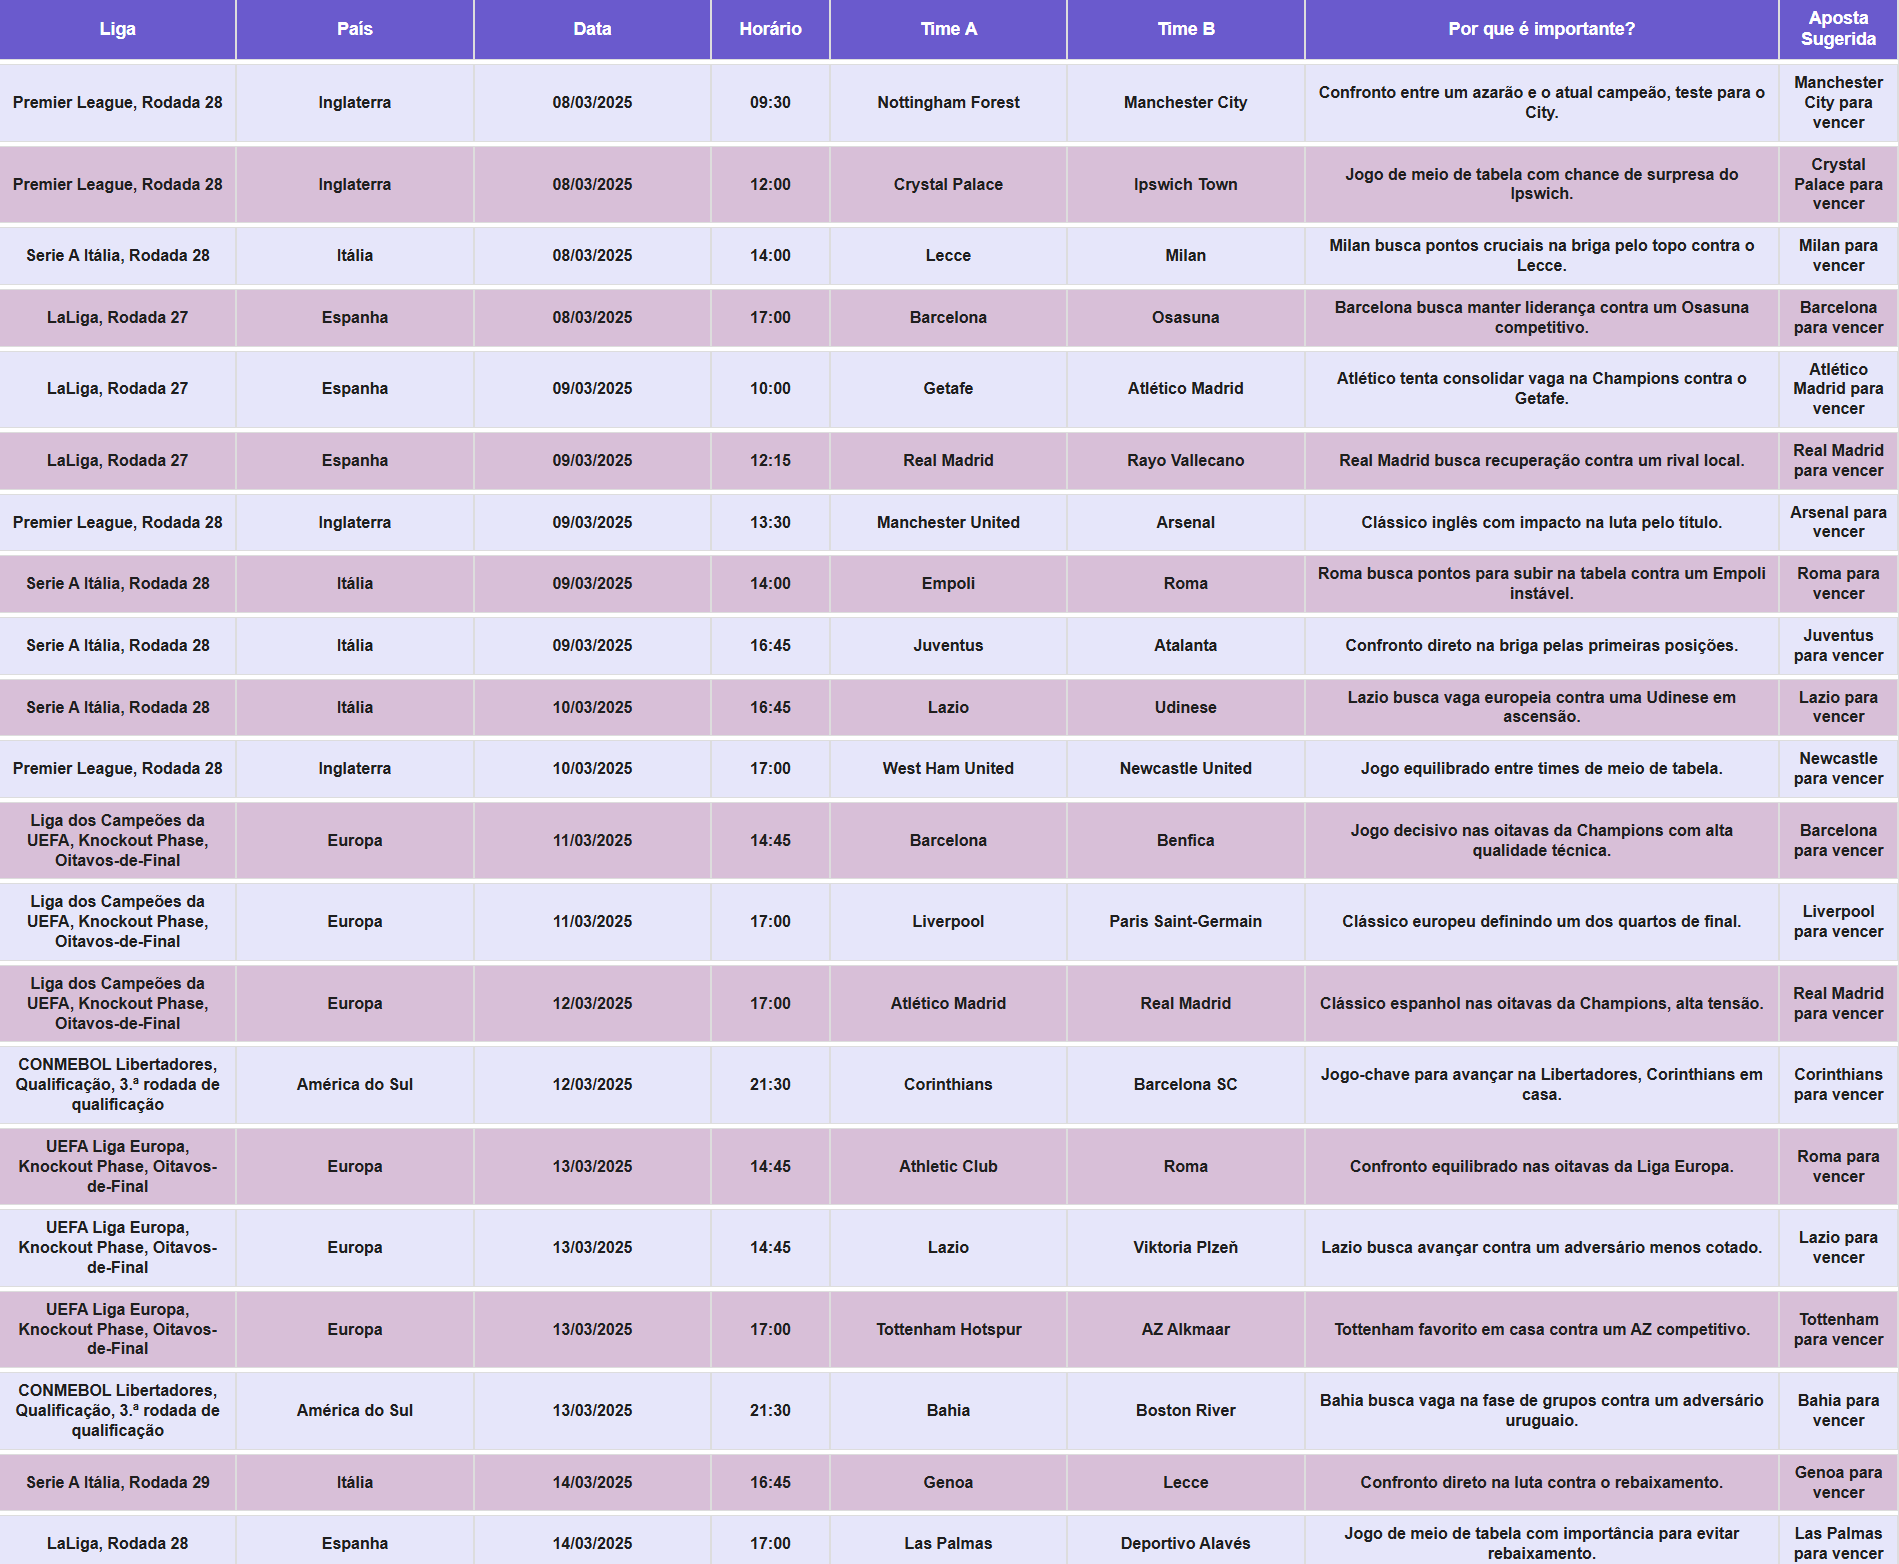 Liga País Data Horário Time A Time B Por que é importante? Aposta
Sugerida
Premier League, Rodada 28 Inglaterra 08/03/2025 09:30 Nottingham Forest Manchester City Confronto entre um azarão e o atual campeão, teste para o
City.
Manchester
City para
vencer
Premier League, Rodada 28 Inglaterra 08/03/2025 12:00 Crystal Palace Ipswich Town Jogo de meio de tabela com chance de surpresa do
Ipswich.
Crystal
Palace para
vencer
Serie A Itália, Rodada 28 Itália 08/03/2025 14:00 Lecce Milan Milan busca pontos cruciais na briga pelo topo contra o
Lecce.
Milan para
vencer
LaLiga, Rodada 27 Espanha 08/03/2025 17:00 Barcelona Osasuna Barcelona busca manter liderança contra um Osasuna
competitivo.
Barcelona
para vencer
LaLiga, Rodada 27 Espanha 09/03/2025 10:00 Getafe Atlético Madrid Atlético tenta consolidar vaga na Champions contra o
Getafe.
Atlético
Madrid para
vencer
LaLiga, Rodada 27 Espanha 09/03/2025 12:15 Real Madrid Rayo Vallecano Real Madrid busca recuperação contra um rival local.
Real Madrid
para vencer
Premier League, Rodada 28 Inglaterra 09/03/2025 13:30 Manchester United Arsenal Clássico inglês com impacto na luta pelo título.
Arsenal para
vencer
Serie A Itália, Rodada 28 Itália 09/03/2025 14:00 Empoli Roma Roma busca pontos para subir na tabela contra um Empoli
instável.
Roma para
vencer
Serie A Itália, Rodada 28 Itália 09/03/2025 16:45 Juventus Atalanta Confronto direto na briga pelas primeiras posições.
Juventus
para vencer
Serie A Itália, Rodada 28 Itália 10/03/2025 16:45 Lazio Udinese Lazio busca vaga europeia contra uma Udinese em
ascensão.
Lazio para
vencer
Premier League, Rodada 28 Inglaterra 10/03/2025 17:00 West Ham United Newcastle United Jogo equilibrado entre times de meio de tabela.
Newcastle
para vencer
Liga dos Campeões da
UEFA, Knockout Phase,
Oitavos-de-Final
Europa 11/03/2025 14:45 Barcelona Benfica Jogo decisivo nas oitavas da Champions com alta
qualidade técnica.
Barcelona
para vencer
Liga dos Campeões da
UEFA, Knockout Phase,
Oitavos-de-Final
Europa 11/03/2025 17:00 Liverpool Paris Saint-Germain Clássico europeu definindo um dos quartos de final.
Liverpool
para vencer
Liga dos Campeões da
UEFA, Knockout Phase,
Oitavos-de-Final
Europa 12/03/2025 17:00 Atlético Madrid Real Madrid Clássico espanhol nas oitavas da Champions, alta tensão.
Real Madrid
para vencer
CONMEBOL Libertadores,
Qualificação, 3.ª rodada de
qualificação
América do Sul 12/03/2025 21:30 Corinthians Barcelona SC Jogo-chave para avançar na Libertadores, Corinthians em
casa.
Corinthians
para vencer
UEFA Liga Europa,
Knockout Phase, Oitavos-
de-Final
Europa 13/03/2025 14:45 Athletic Club Roma Confronto equilibrado nas oitavas da Liga Europa.
Roma para
vencer
UEFA Liga Europa,
Knockout Phase, Oitavos-
de-Final
Europa 13/03/2025 14:45 Lazio Viktoria Plzeň Lazio busca avançar contra um adversário menos cotado.
Lazio para
vencer
UEFA Liga Europa,
Knockout Phase, Oitavos-
de-Final
Europa 13/03/2025 17:00 Tottenham Hotspur AZ Alkmaar Tottenham favorito em casa contra um AZ competitivo.
Tottenham
para vencer
CONMEBOL Libertadores,
Qualificação, 3.ª rodada de
qualificação
América do Sul 13/03/2025 21:30 Bahia Boston River Bahia busca vaga na fase de grupos contra um adversário
uruguaio.
Bahia para
vencer
Serie A Itália, Rodada 29 Itália 14/03/2025 16:45 Genoa Lecce Confronto direto na luta contra o rebaixamento.
Genoa para
vencer
LaLiga, Rodada 28 Espanha 14/03/2025 17:00 Las Palmas Deportivo Alavés Jogo de meio de tabela com importância para evitar
rebaixamento.
Las Palmas
para vencer